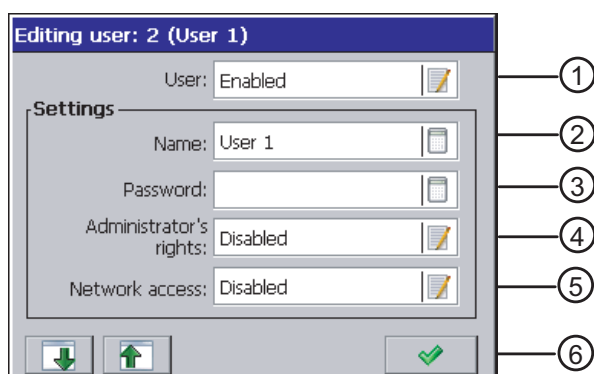 Editing user: 2 (User 1)
User: Enabled 1
Settings
Name: User 1 2
Password: 3
Administrator's
rights: Disabled 4
Network access: Disabled 5
6